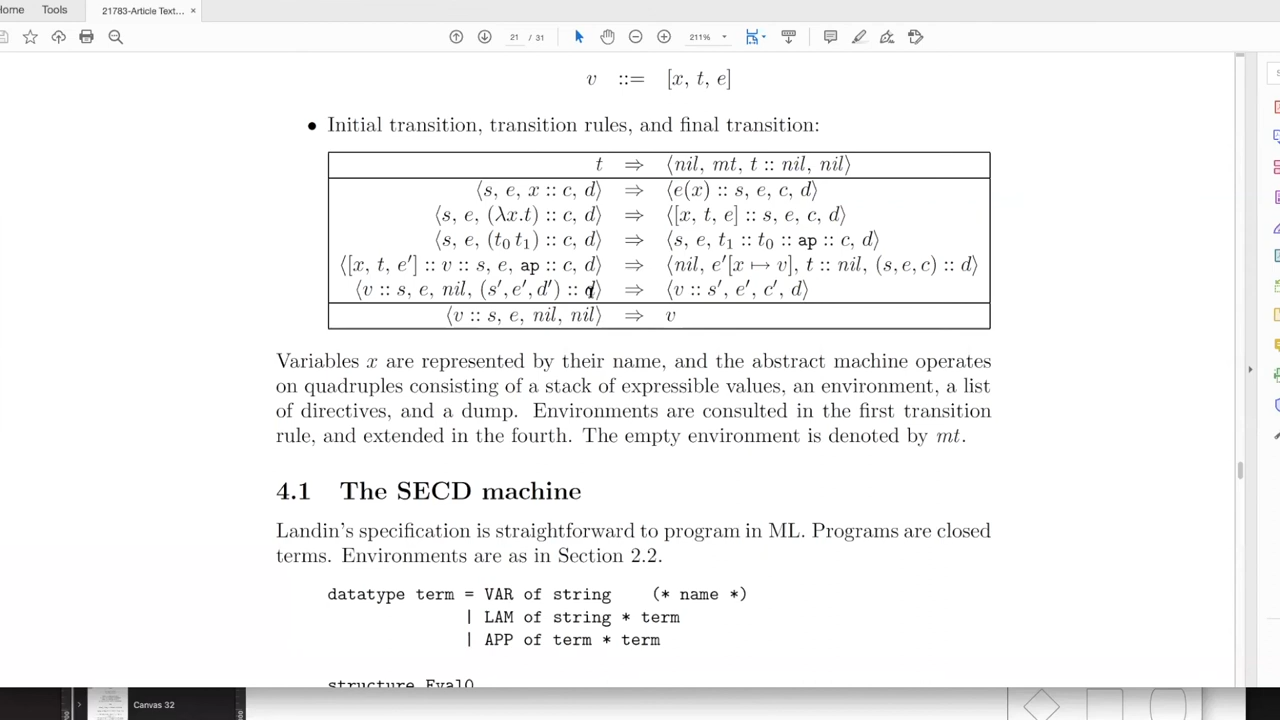 Home Tools 21783-Article Text... ×
21 / 31 211%
v ::= [x, t, e]
• Initial transition, transition rules, and final transition:
t ⇒ ⟨nil, mt, t :: nil, nil⟩
⟨s, e, x :: c, d⟩ ⇒ ⟨e(x) :: s, e, c, d⟩
⟨s, e, (λx.t) :: c, d⟩ ⇒ ⟨[x, t, e] :: s, e, c, d⟩
⟨s, e, (t₀ t₁) :: c, d⟩ ⇒ ⟨s, e, t₁ :: t₀ :: ap :: c, d⟩
⟨[x, t, e′] :: v :: s, e, ap :: c, d⟩ ⇒ ⟨nil, e′[x ↦ v], t :: nil, (s, e, c) :: d⟩
⟨v :: s, e, nil, (s′, e′, d′) :: d⟩ ⇒ ⟨v :: s′, e′, c′, d⟩
⟨v :: s, e, nil, nil⟩ ⇒ v
Variables x are represented by their name, and the abstract machine operates
on quadruples consisting of a stack of expressible values, an environment, a list
of directives, and a dump. Environments are consulted in the first transition
rule, and extended in the fourth. The empty environment is denoted by mt.
4.1 The SECD machine
Landin's specification is straightforward to program in ML. Programs are closed
terms. Environments are as in Section 2.2.
datatype term = VAR of string (* name *)
| LAM of string * term
| APP of term * term
structure Eval0
Canvas 32